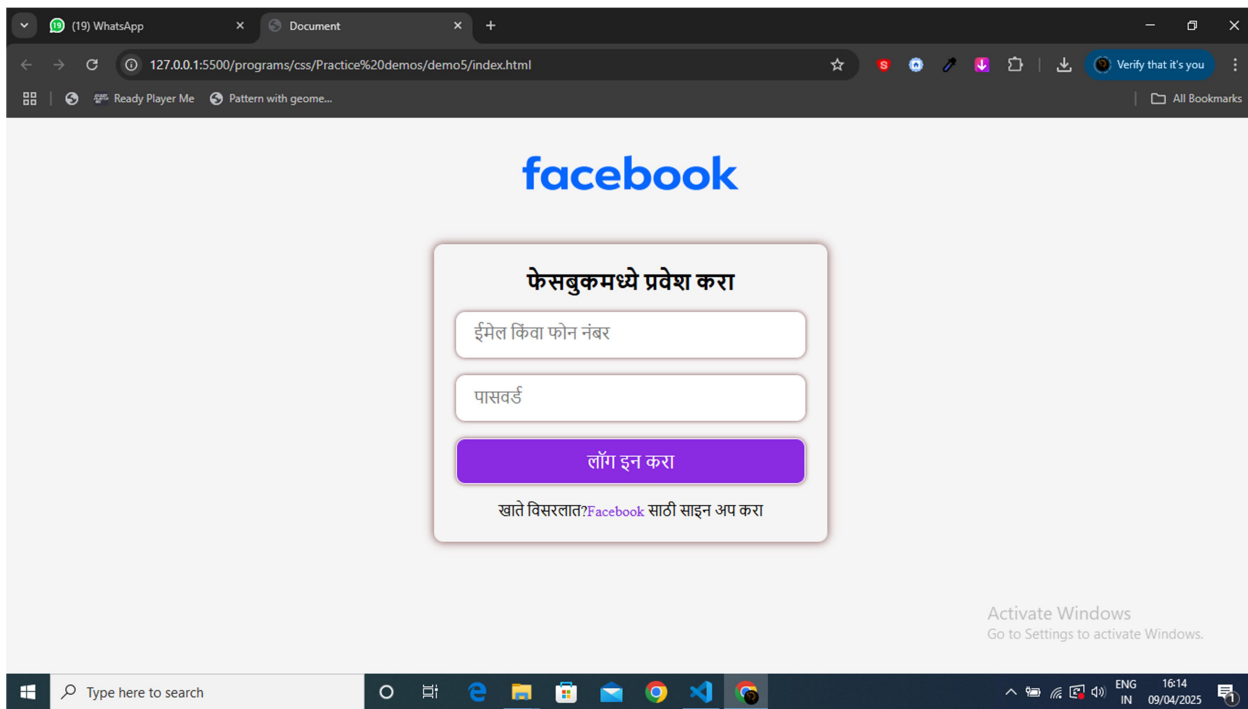 (19) WhatsApp
Document
127.0.0.1:5500/programs/css/Practice%20demos/demo5/index.html
Verify that it's you
Ready Player Me
Pattern with geome...
All Bookmarks
facebook
फेसबुकमध्ये प्रवेश करा
ईमेल किंवा फोन नंबर
पासवर्ड
लॉग इन करा
खाते विसरलात?Facebook साठी साइन अप करा
Activate Windows
Go to Settings to activate Windows.
Type here to search
ENG
IN
16:14
09/04/2025